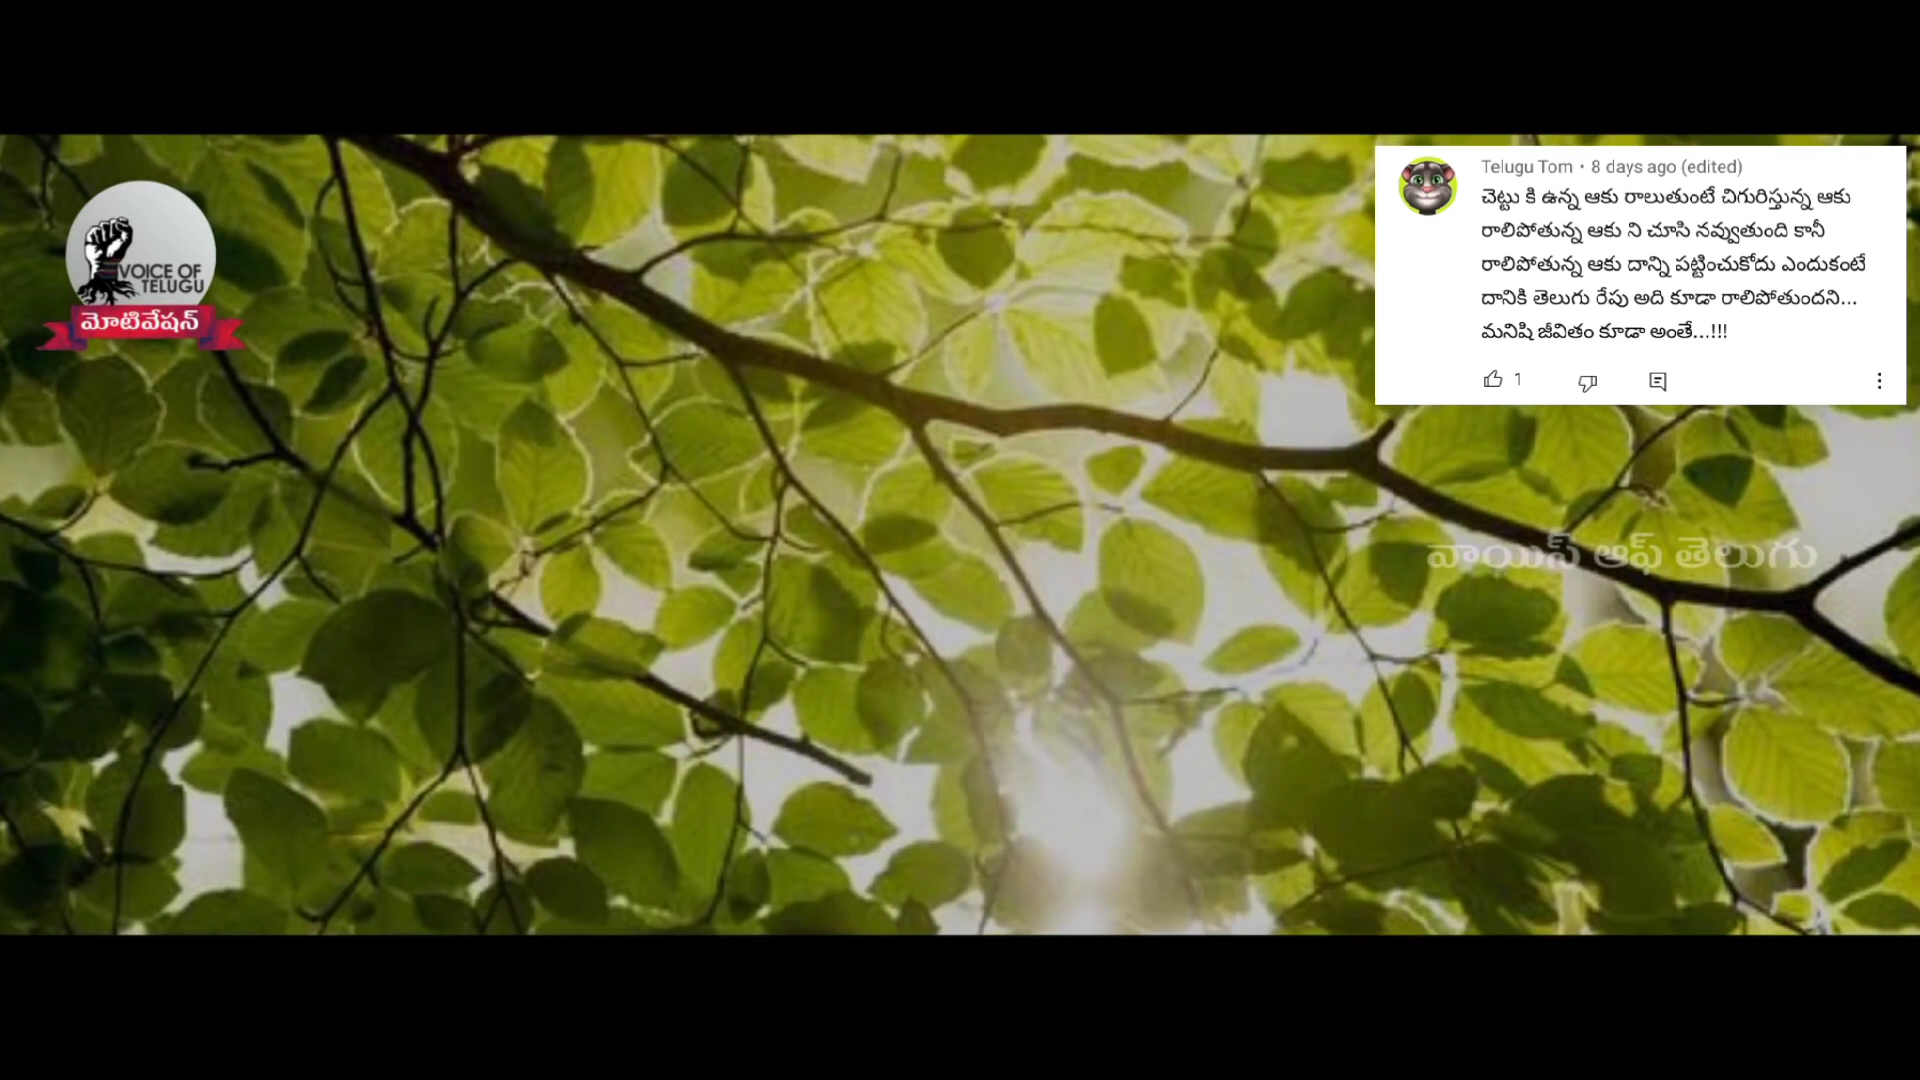 VOICE OF
TELUGU
మోటివేషన్
Telugu Tom • 8 days ago (edited)
చెట్టు కి ఉన్న ఆకు రాలుతుంటే చిగురిస్తున్న ఆకు
రాలిపోతున్న ఆకు ని చూసి నవ్వుతుంది కానీ
రాలిపోతున్న ఆకు దాన్ని పట్టించుకోదు ఎందుకంటే
దానికి తెలుగు రేపు అది కూడా రాలిపోతుందని...
మనిషి జీవితం కూడా అంతే...!!!
1
వాయిస్ ఆఫ్ తెలుగు